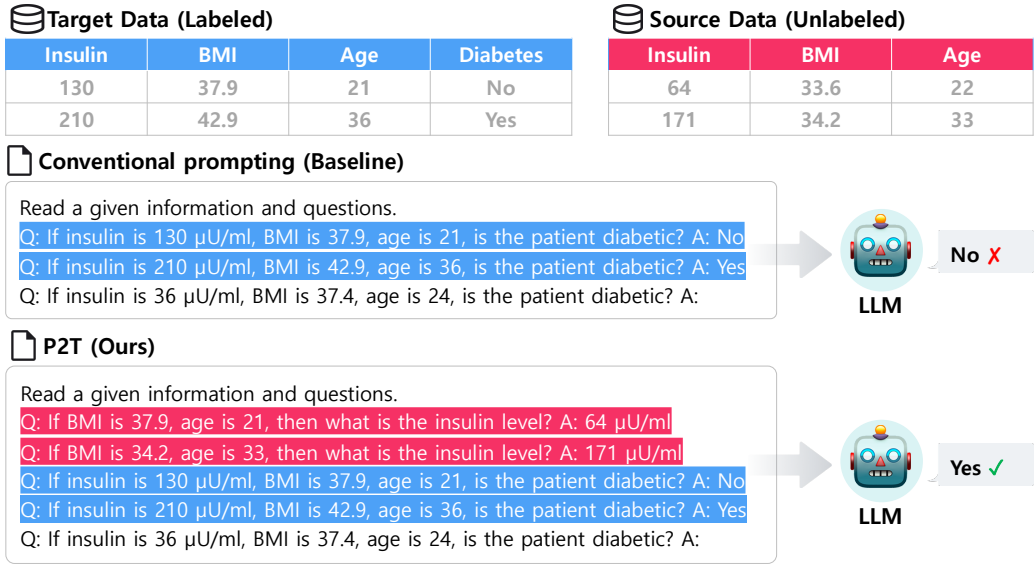 Target Data (Labeled)
Insulin BMI Age Diabetes
130 37.9 21 No
210 42.9 36 Yes
Source Data (Unlabeled)
Insulin BMI Age
64 33.6 22
171 34.2 33
Conventional prompting (Baseline)
Read a given information and questions.
Q: If insulin is 130 μU/ml, BMI is 37.9, age is 21, is the patient diabetic? A: No
Q: If insulin is 210 μU/ml, BMI is 42.9, age is 36, is the patient diabetic? A: Yes
Q: If insulin is 36 μU/ml, BMI is 37.4, age is 24, is the patient diabetic? A:
LLM
No ✗
P2T (Ours)
Read a given information and questions.
Q: If BMI is 37.9, age is 21, then what is the insulin level? A: 64 μU/ml
Q: If BMI is 34.2, age is 33, then what is the insulin level? A: 171 μU/ml
Q: If insulin is 130 μU/ml, BMI is 37.9, age is 21, is the patient diabetic? A: No
Q: If insulin is 210 μU/ml, BMI is 42.9, age is 36, is the patient diabetic? A: Yes
Q: If insulin is 36 μU/ml, BMI is 37.4, age is 24, is the patient diabetic? A:
LLM
Yes ✓